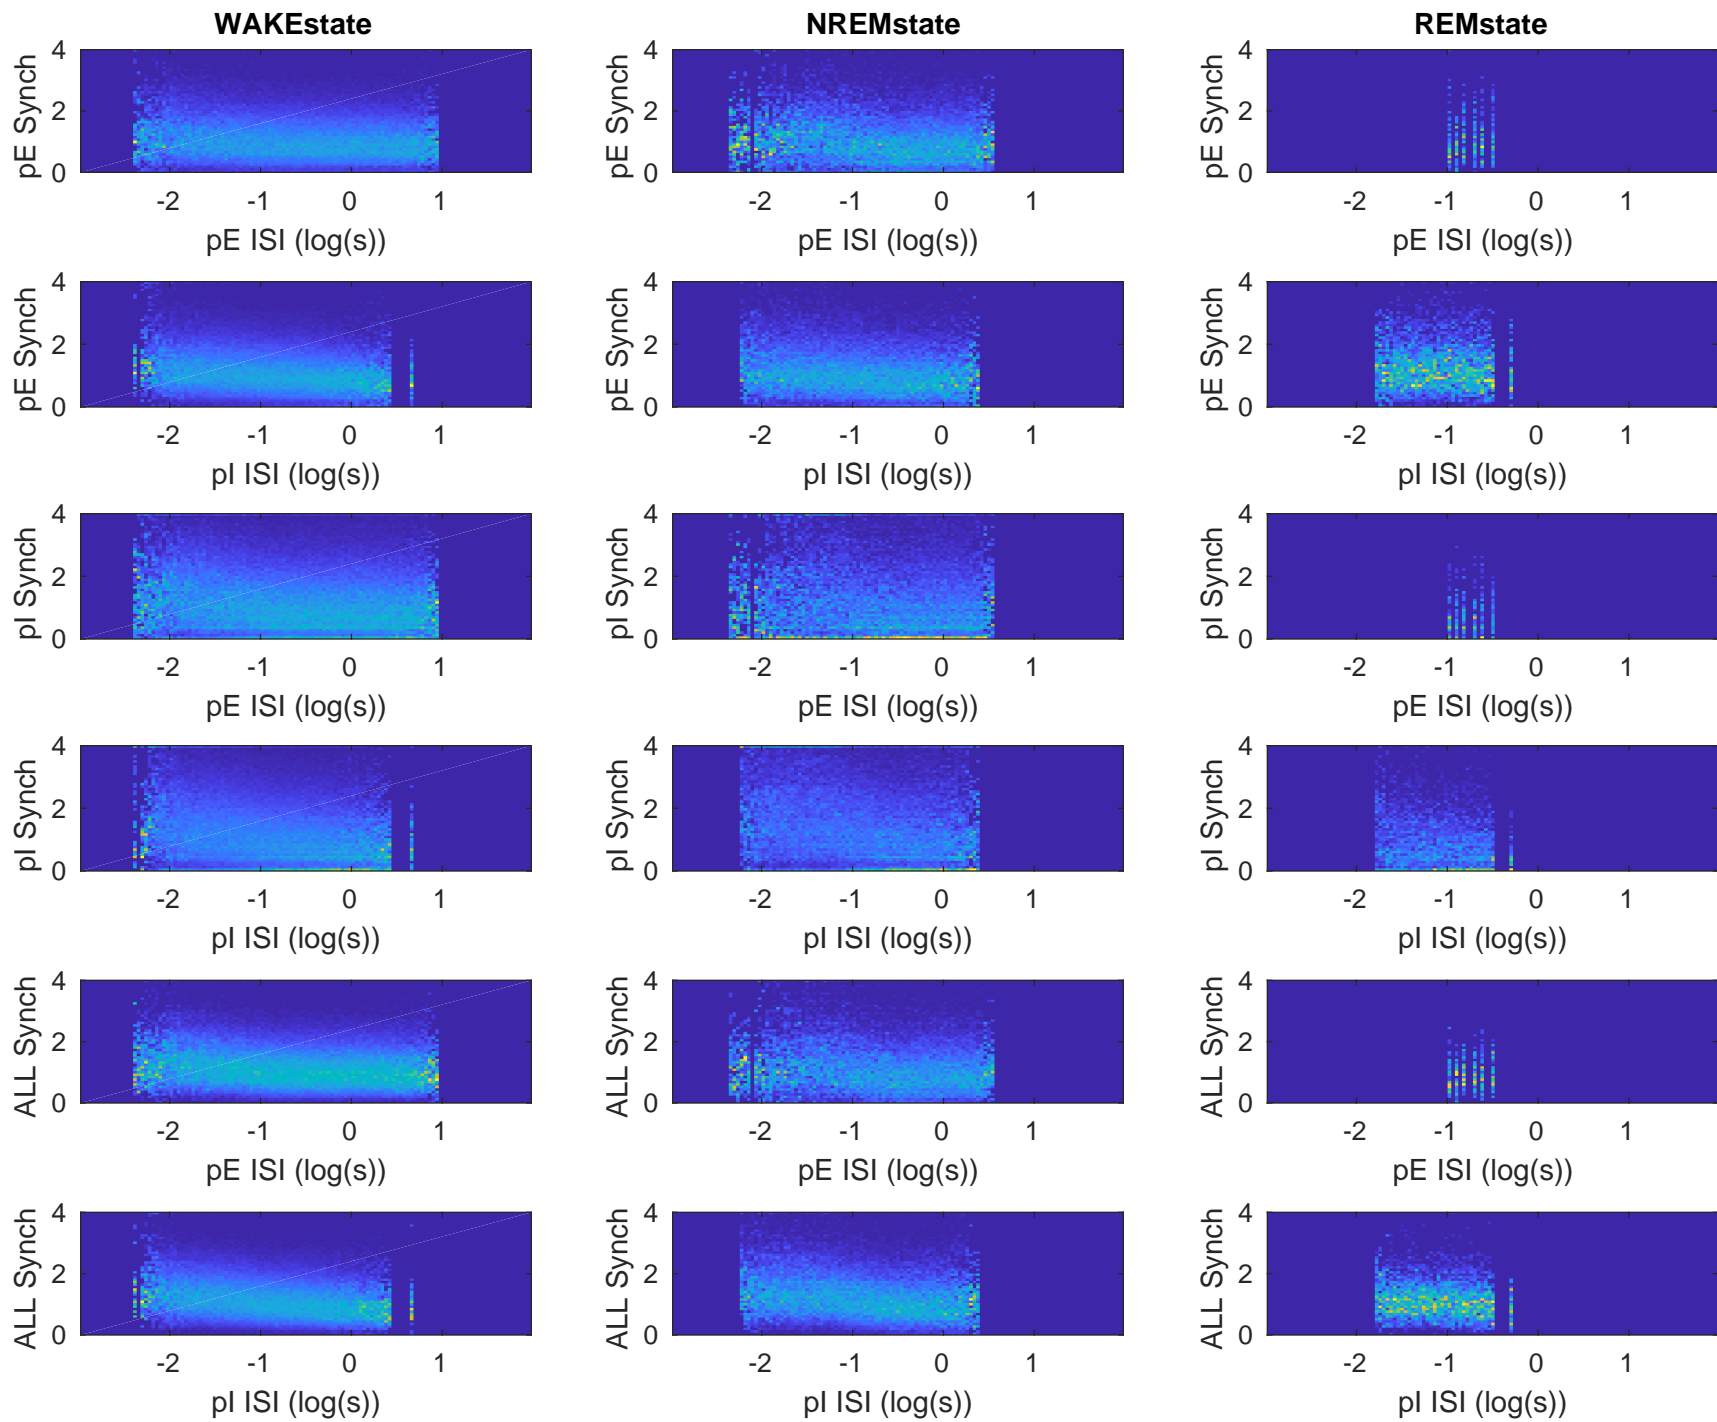 WAKEstate NREMstate REMstate
4 4 4
2 2 2
0 0 0
pE Synch pE Synch pE Synch
-2 -1 0 1 -2 -1 0 1 -2 -1 0 1
pE ISI (log(s)) pE ISI (log(s)) pE ISI (log(s))
4 4 4
2 2 2
0 0 0
pE Synch pE Synch pE Synch
-2 -1 0 1 -2 -1 0 1 -2 -1 0 1
pI ISI (log(s)) pI ISI (log(s)) pI ISI (log(s))
4 4 4
2 2 2
0 0 0
pI Synch pI Synch pI Synch
-2 -1 0 1 -2 -1 0 1 -2 -1 0 1
pE ISI (log(s)) pE ISI (log(s)) pE ISI (log(s))
4 4 4
2 2 2
0 0 0
pI Synch pI Synch pI Synch
-2 -1 0 1 -2 -1 0 1 -2 -1 0 1
pI ISI (log(s)) pI ISI (log(s)) pI ISI (log(s))
4 4 4
2 2 2
0 0 0
ALL Synch ALL Synch ALL Synch
-2 -1 0 1 -2 -1 0 1 -2 -1 0 1
pE ISI (log(s)) pE ISI (log(s)) pE ISI (log(s))
4 4 4
2 2 2
0 0 0
ALL Synch ALL Synch ALL Synch
-2 -1 0 1 -2 -1 0 1 -2 -1 0 1
pI ISI (log(s)) pI ISI (log(s)) pI ISI (log(s))